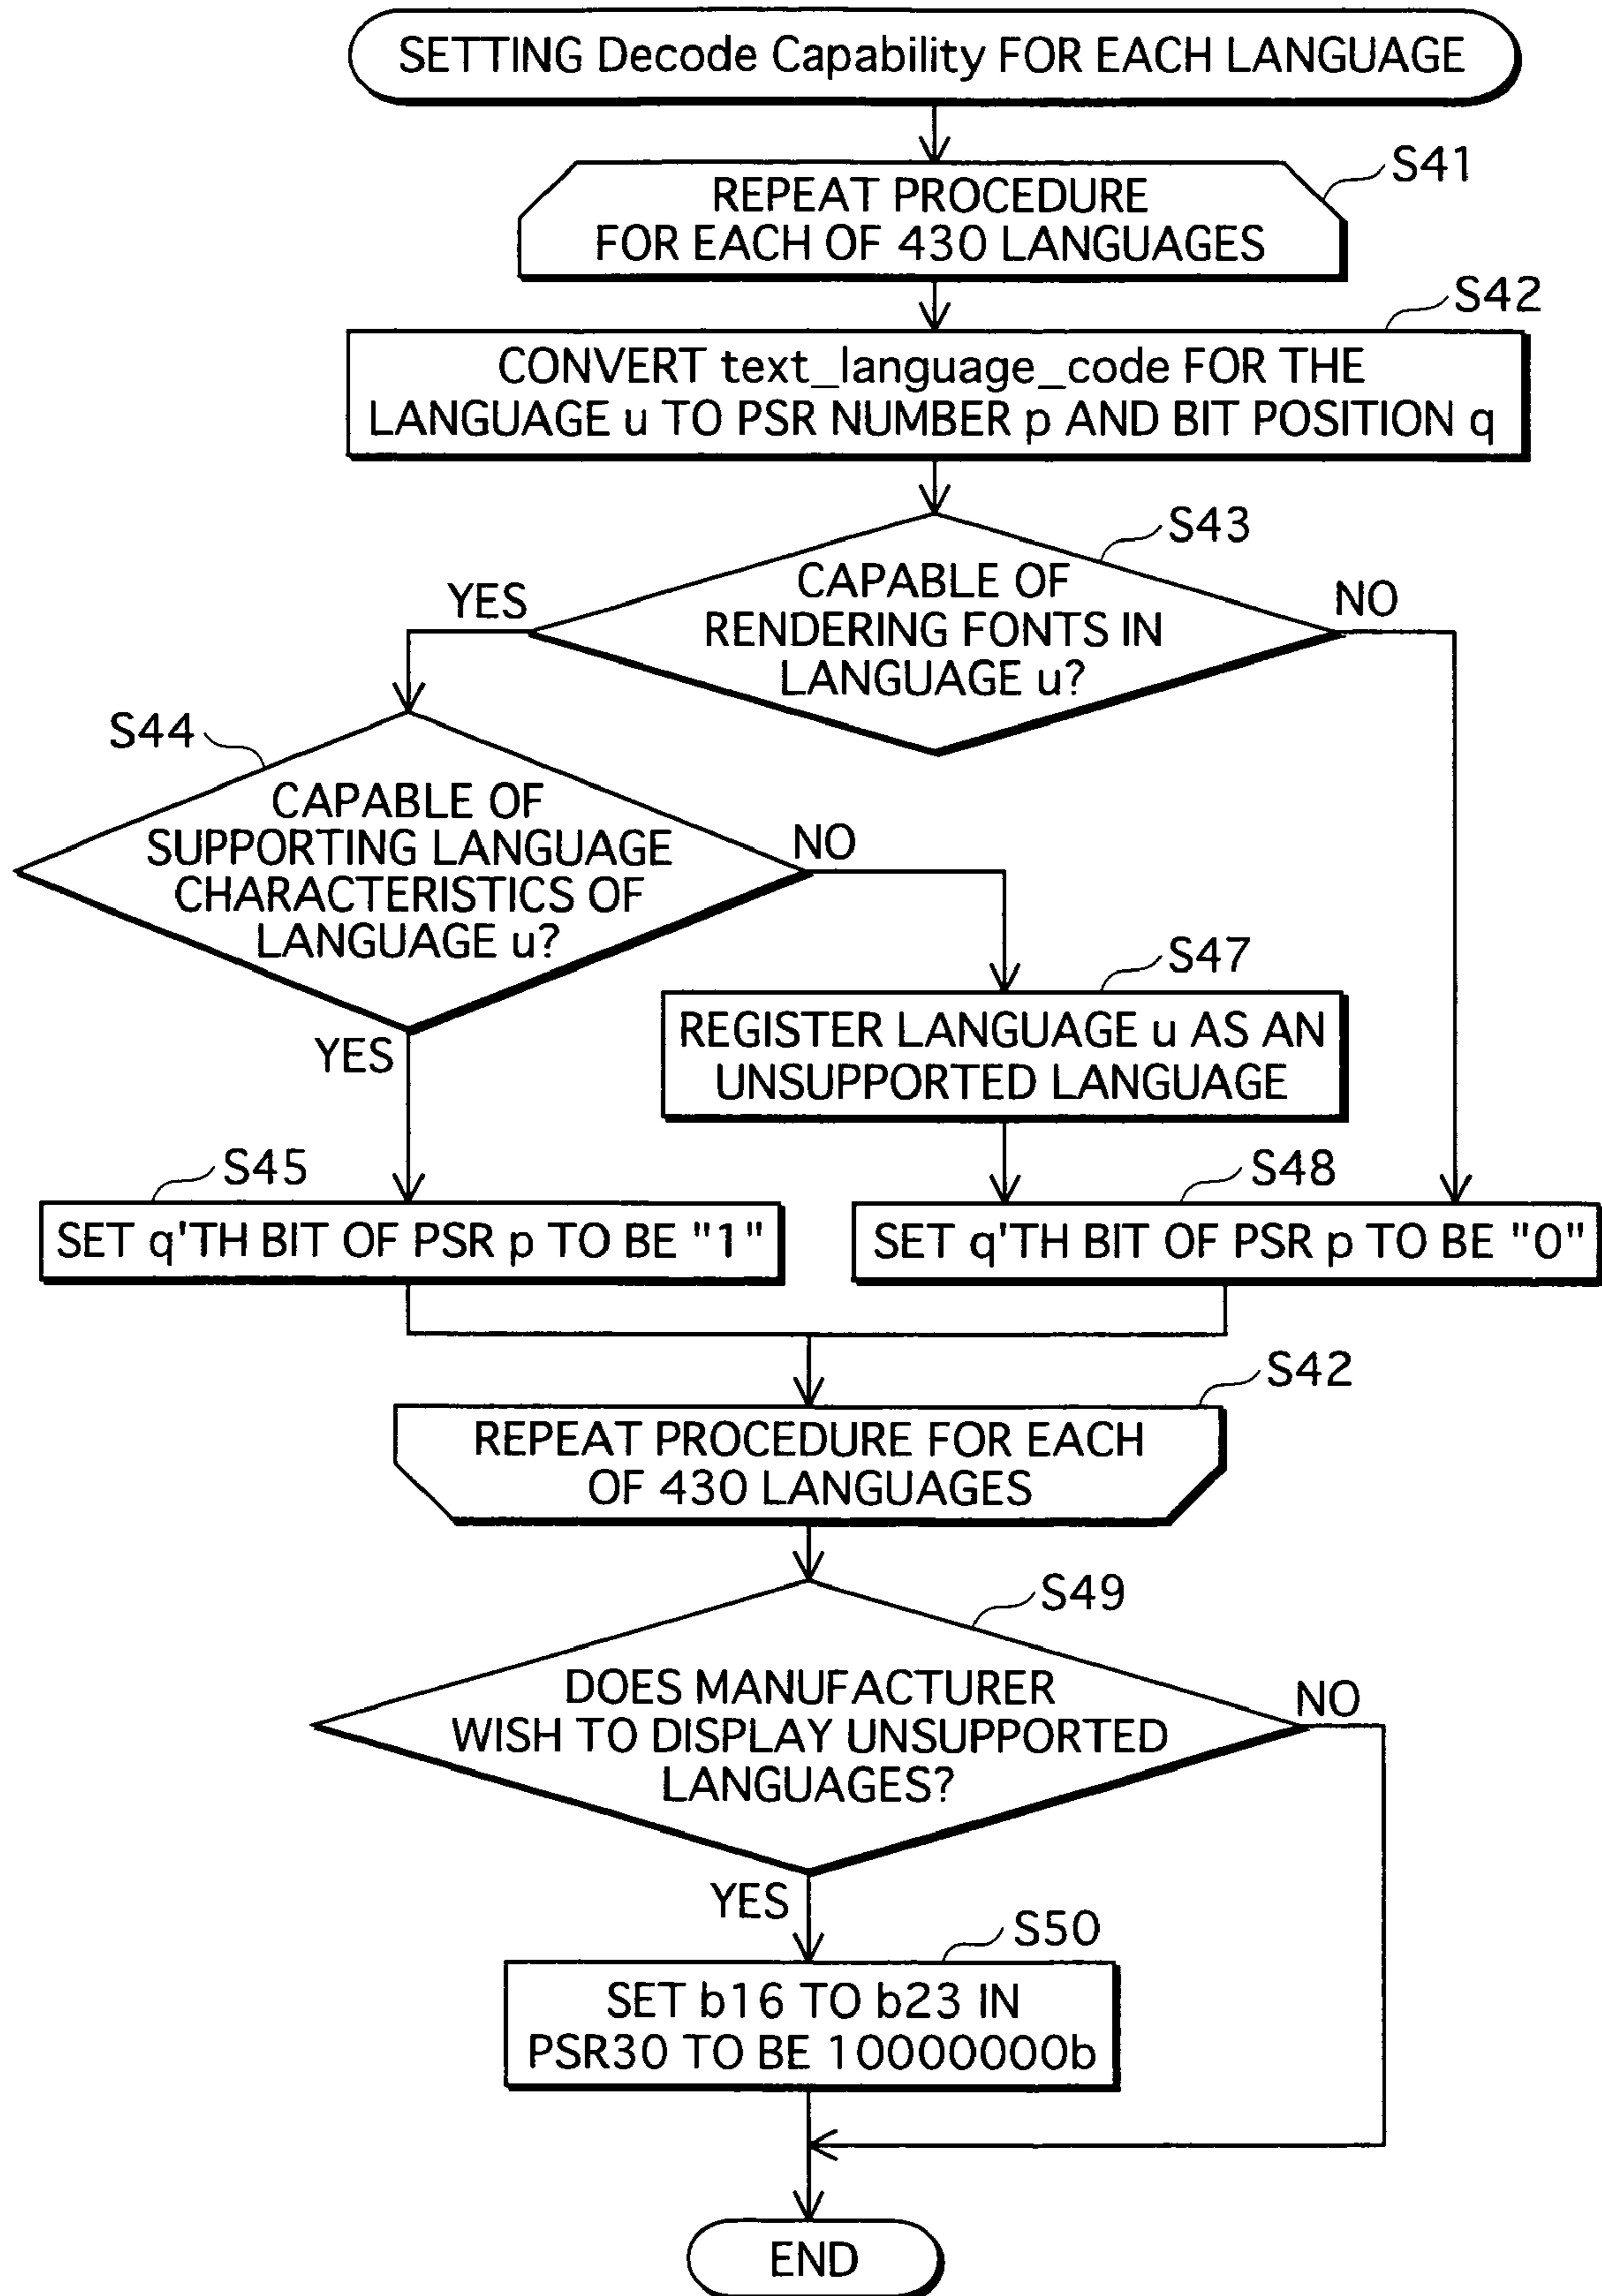 SETTING Decode Capability FOR EACH LANGUAGE
S41
REPEAT PROCEDURE
FOR EACH OF 430 LANGUAGES
S42
CONVERT text_language_code FOR THE
LANGUAGE u TO PSR NUMBER p AND BIT POSITION q
S43
CAPABLE OF
RENDERING FONTS IN
LANGUAGE u?
YES
NO
S44
CAPABLE OF
SUPPORTING LANGUAGE
CHARACTERISTICS OF
LANGUAGE u?
NO
YES
S47
REGISTER LANGUAGE u AS AN
UNSUPPORTED LANGUAGE
S45
SET q'TH BIT OF PSR p TO BE "1"
S48
SET q'TH BIT OF PSR p TO BE "0"
S42
REPEAT PROCEDURE FOR EACH
OF 430 LANGUAGES
S49
DOES MANUFACTURER
WISH TO DISPLAY UNSUPPORTED
LANGUAGES?
NO
YES
S50
SET b16 TO b23 IN
PSR30 TO BE 10000000b
END